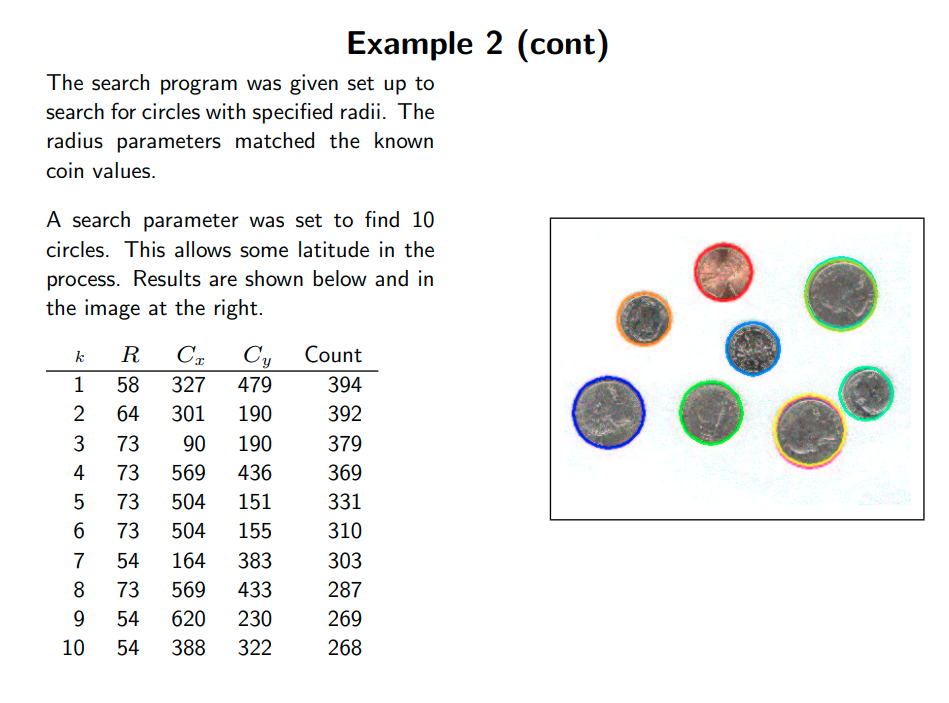 Example 2 (cont)
The search program was given set up to
search for circles with specified radii. The
radius parameters matched the known
coin values.
A search parameter was set to find 10
circles. This allows some latitude in the
process. Results are shown below and in
the image at the right.
k R Cx Cy Count
1 58 327 479 394
2 64 301 190 392
3 73 90 190 379
4 73 569 436 369
5 73 504 151 331
6 73 504 155 310
7 54 164 383 303
8 73 569 433 287
9 54 620 230 269
10 54 388 322 268